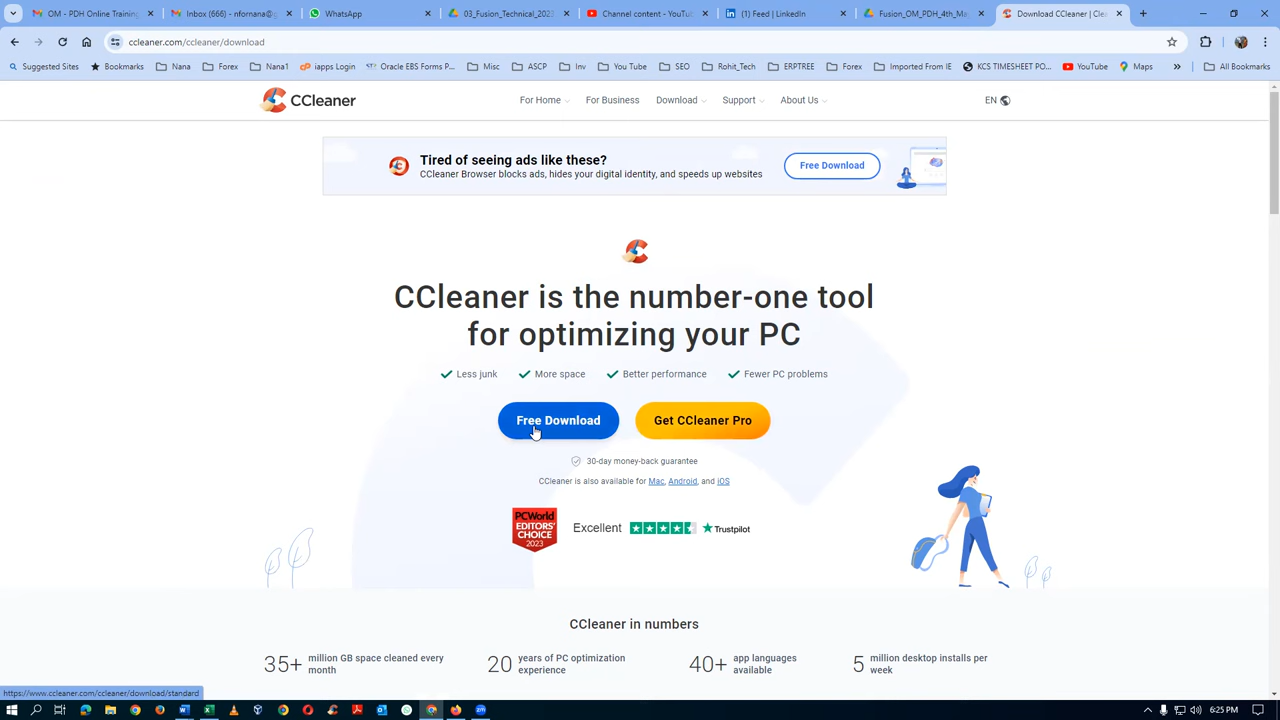 OM - PDH Online Training
Inbox (666) - nfornana@g
WhatsApp
03_Fusion_Technical_2023
Channel content - YouTu
(1) Feed | LinkedIn
Fusion_OM_PDH_4th_Ma
Download CCleaner | Clea
ccleaner.com/ccleaner/download
Suggested Sites
Bookmarks
Nana
Forex
Nana1
iapps Login
Oracle EBS Forms P...
Misc
ASCP
Inv
You Tube
SEO
Rohit_Tech
ERPTREE
Forex
Imported From IE
KCS TIMESHEET PO...
YouTube
Maps
All Bookmarks
CCleaner
For Home
For Business
Download
Support
About Us
EN
Tired of seeing ads like these?
CCleaner Browser blocks ads, hides your digital identity, and speeds up websites
Free Download
CCleaner is the number-one tool
for optimizing your PC
Less junk
More space
Better performance
Fewer PC problems
Free Download
Get CCleaner Pro
30-day money-back guarantee
CCleaner is also available for Mac, Android, and iOS
PCWorld
EDITORS'
CHOICE
2023
Excellent
Trustpilot
CCleaner in numbers
35+ million GB space cleaned every
month
20 years of PC optimization
experience
40+ app languages
available
5 million desktop installs per
week
https://www.ccleaner.com/ccleaner/download/standard
6:25 PM